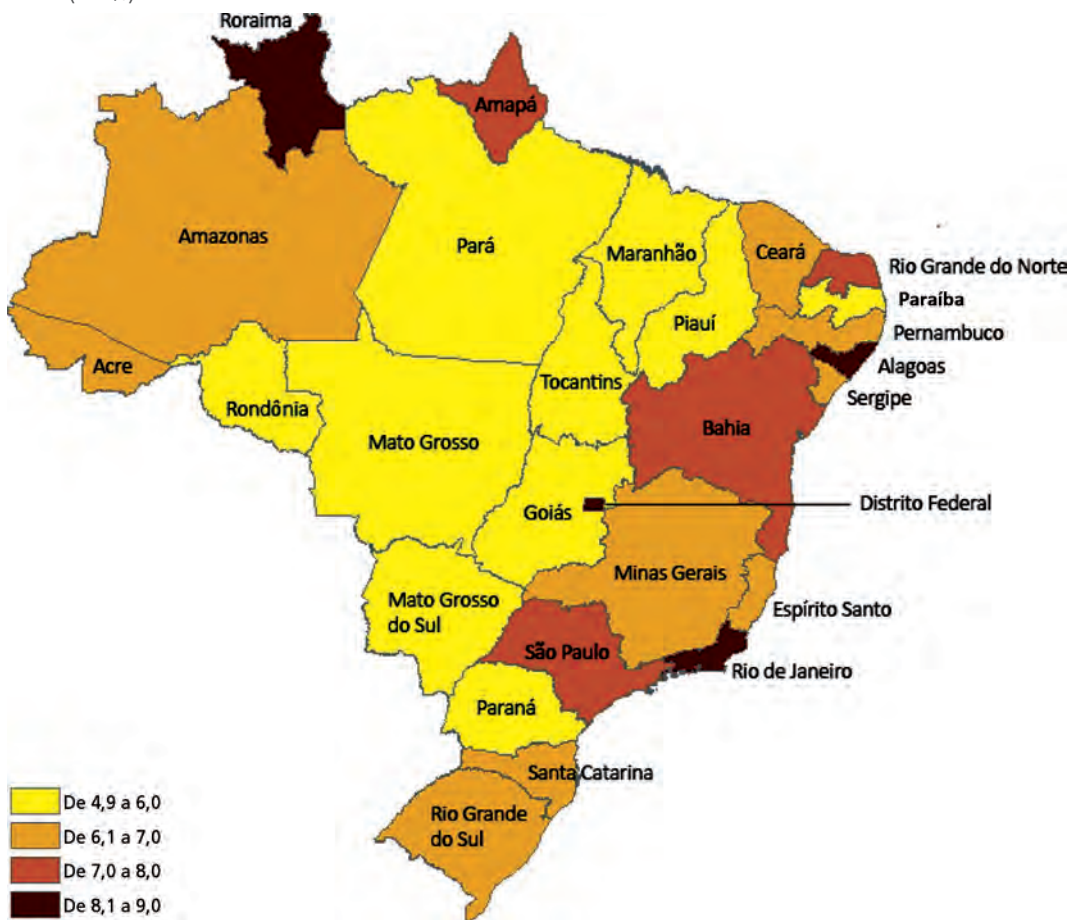 Roraima
Amapá
Amazonas
Pará
Maranhão
Ceará
Rio Grande do Norte
Paraíba
Piauí
Pernambuco
Acre
Alagoas
Tocantins
Sergipe
Rondônia
Bahia
Mato Grosso
Distrito Federal
Goiás
Minas Gerais
Mato Grosso
do Sul
Espírito Santo
São Paulo
Rio de Janeiro
Paraná
Santa Catarina
Rio Grande
do Sul
De 4,9 a 6,0
De 6,1 a 7,0
De 7,0 a 8,0
De 8,1 a 9,0